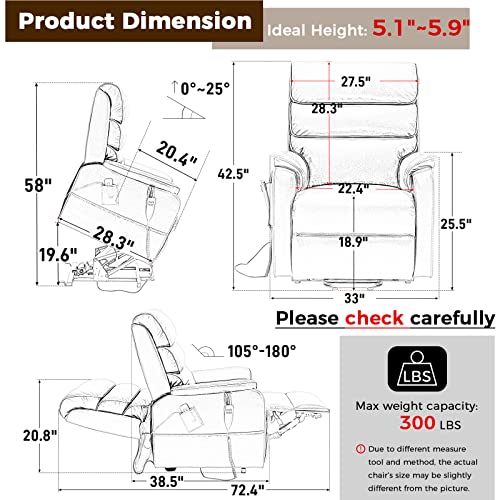 Product Dimension
Ideal Height: 5.1"~5.9"
0°~25°
27.5"
28.3"
20.4"
42.5"
58"
22.4"
25.5"
28.3"
18.9"
19.6"
33"
Please check carefully
105°-180°
LBS
Max weight capacity:
300 LBS
20.8"
38.5"
72.4"
Due to different measure
tool and method, the actual
chair's size may be slightly
different from the picture.